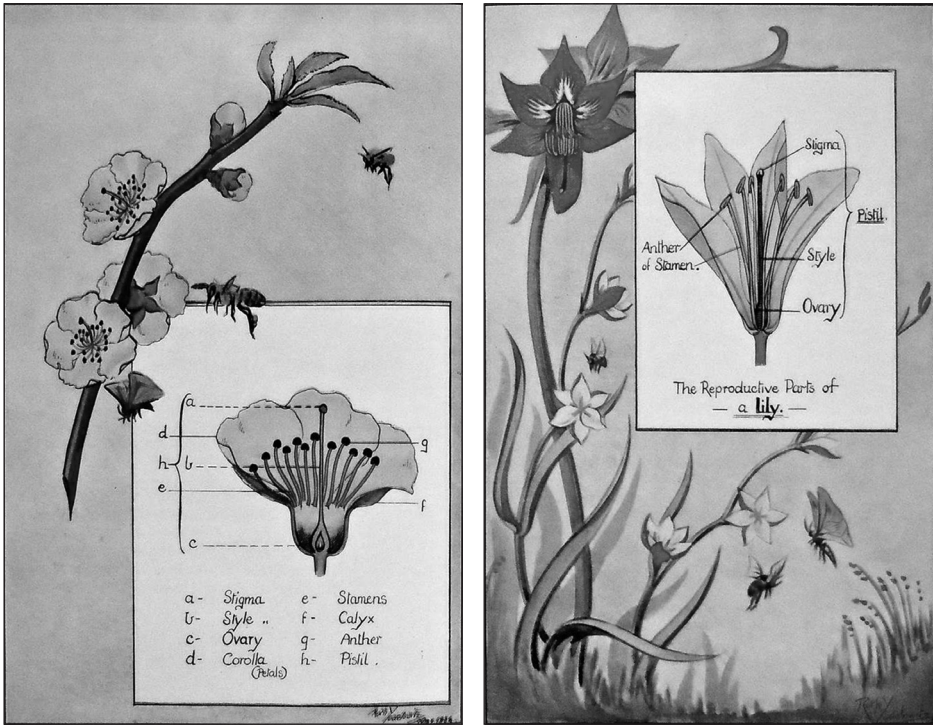 a
d
h
b
g
e
f
c
a- Stigma e- Stamens
b- Style ,, f- Calyx
c- Ovary g- Anther
d- Corolla h- Pistil .
(Petals)
Stigma
Pistil.
Anther
of Stamen.
Style
Ovary
The Reproductive Parts of
— a lily. —